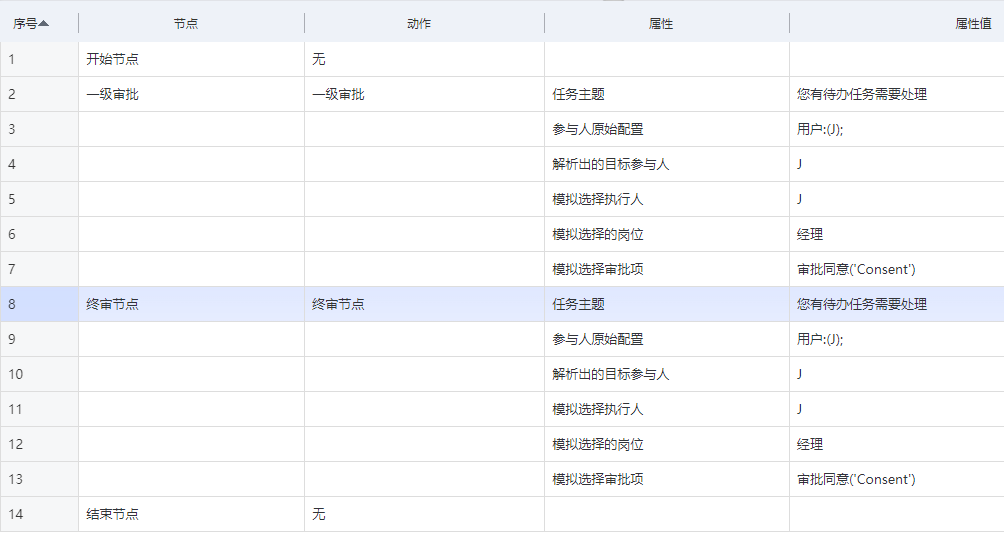 序号 节点 动作 属性 属性值
1 开始节点 无
2 一级审批 一级审批 任务主题 您有待办任务需要处理
3 参与人原始配置 用户:(J);
4 解析出的目标参与人 J
5 模拟选择执行人 J
6 模拟选择的岗位 经理
7 模拟选择审批项 审批同意('Consent')
8 终审节点 终审节点 任务主题 您有待办任务需要处理
9 参与人原始配置 用户:(J);
10 解析出的目标参与人 J
11 模拟选择执行人 J
12 模拟选择的岗位 经理
13 模拟选择审批项 审批同意('Consent')
14 结束节点 无